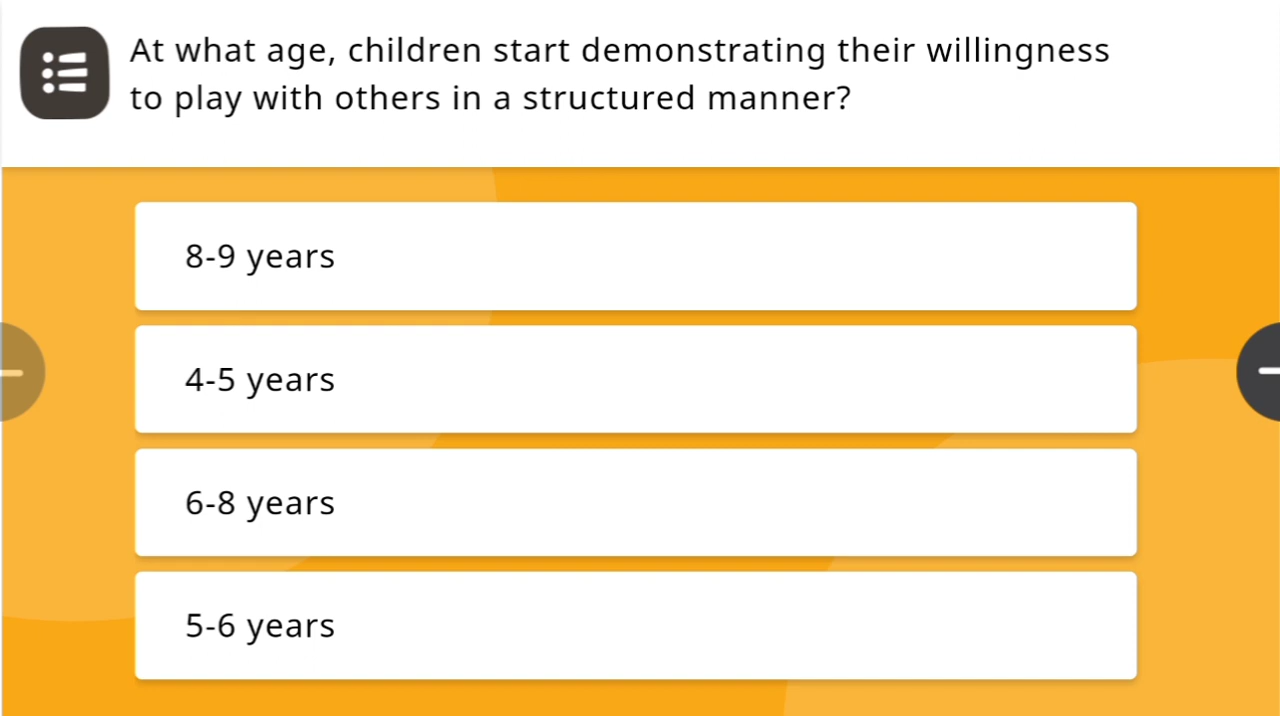 At what age, children start demonstrating their willingness
to play with others in a structured manner?
8-9 years
4-5 years
6-8 years
5-6 years